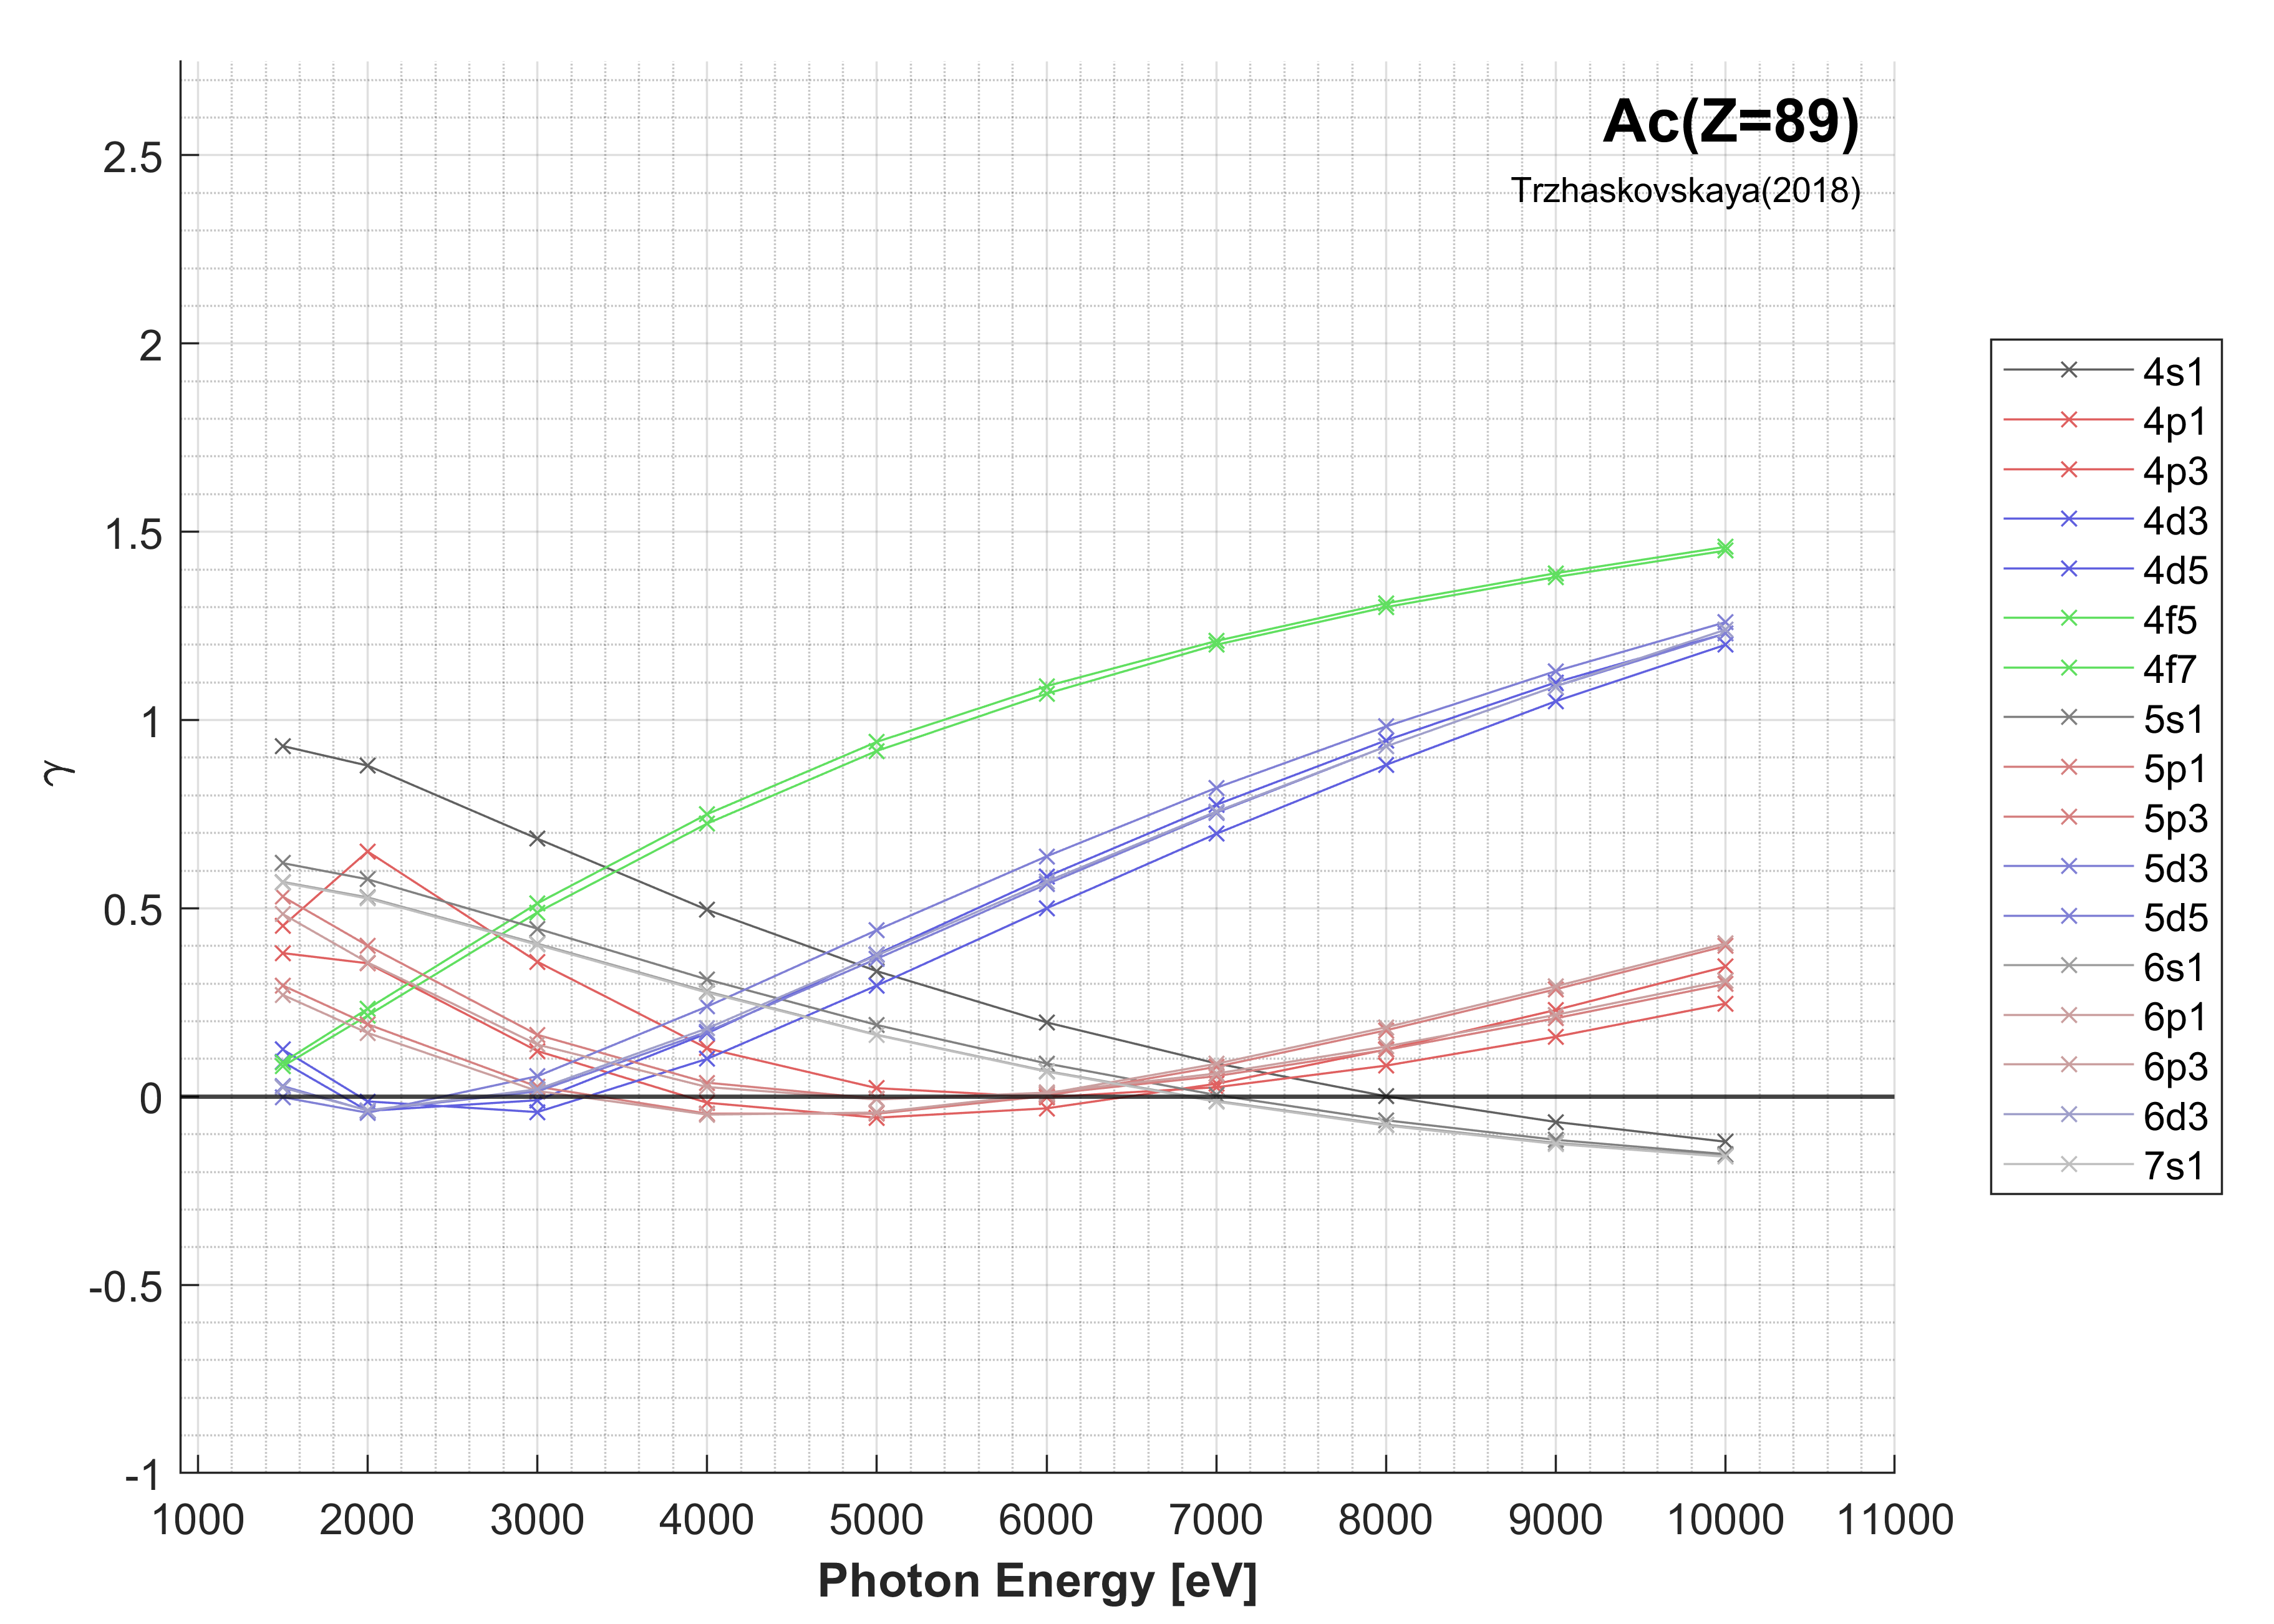 Ac(Z=89)
Trzhaskovskaya(2018)
2.5
2
1.5
1
0.5
0
-0.5
-1
γ
1000 2000 3000 4000 5000 6000 7000 8000 9000 10000 11000
Photon Energy [eV]
4s1
4p1
4p3
4d3
4d5
4f5
4f7
5s1
5p1
5p3
5d3
5d5
6s1
6p1
6p3
6d3
7s1